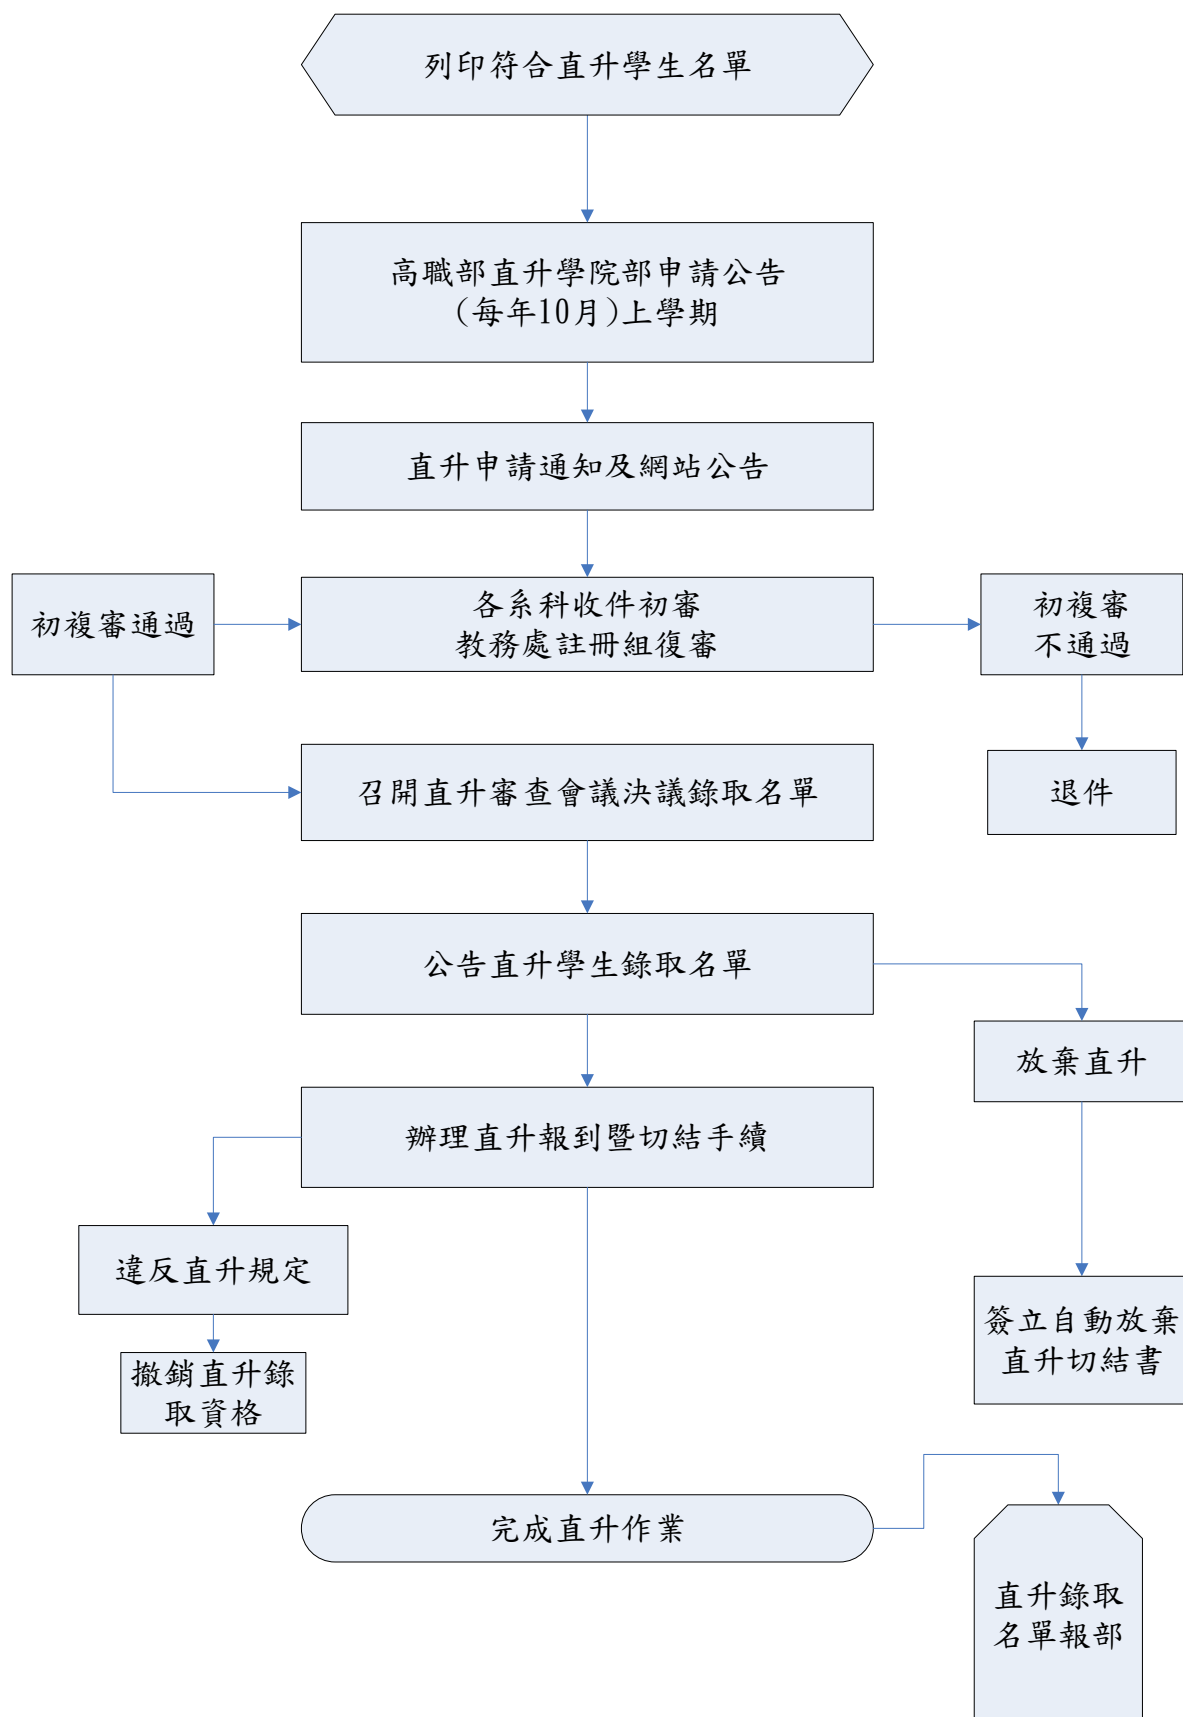 列印符合直升學生名單
高職部直升學院部申請公告
(每年10月)上學期
直升申請通知及網站公告
初複審通過
各系科收件初審
教務處註冊組復審
初複審
不通過
召開直升審查會議決議錄取名單
退件
公告直升學生錄取名單
放棄直升
辦理直升報到暨切結手續
違反直升規定
撤銷直升錄
取資格
簽立自動放棄
直升切結書
完成直升作業
直升錄取
名單報部